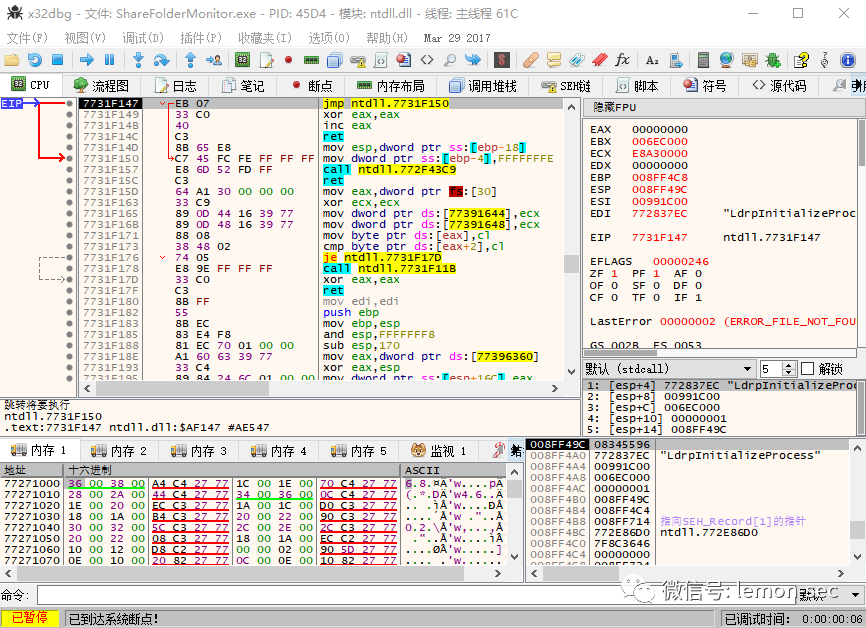 x32dbg - 文件: ShareFolderMonitor.exe - PID: 45D4 - 模块: ntdll.dll - 线程: 主线程 61C
文件(F) 视图(V) 调试(D) 插件(P) 收藏夹(I) 选项(O) 帮助(H) Mar 29 2017
CPU 流程图 日志 笔记 断点 内存布局 调用堆栈 SEH链 脚本 符号 源代码
EIP
7731F147 EB 07 jmp ntdll.7731F150
7731F149 33 C0 xor eax,eax
7731F14B 40 inc eax
7731F14C C3 ret
7731F14D 8B 65 E8 mov esp,dword ptr ss:[ebp-18]
7731F150 C7 45 FC FE FF FF FF mov dword ptr ss:[ebp-4],FFFFFFFE
7731F157 E8 6D 52 FD FF call ntdll.772F43C9
7731F15C C3 ret
7731F15D 64 A1 30 00 00 00 mov eax,dword ptr fs:[30]
7731F163 33 C9 xor ecx,ecx
7731F165 89 0D 44 16 39 77 mov dword ptr ds:[77391644],ecx
7731F16B 89 0D 48 16 39 77 mov dword ptr ds:[77391648],ecx
7731F171 88 08 mov byte ptr ds:[eax],cl
7731F173 38 48 02 cmp byte ptr ds:[eax+2],cl
7731F176 74 05 je ntdll.7731F17D
7731F178 E8 9E FF FF FF call ntdll.7731F11B
7731F17D 33 C0 xor eax,eax
7731F17F C3 ret
7731F180 8B FF mov edi,edi
7731F182 55 push ebp
7731F183 8B EC mov ebp,esp
7731F185 83 E4 F8 and esp,FFFFFFF8
7731F188 81 EC 70 01 00 00 sub esp,170
7731F18E A1 60 63 39 77 mov eax,dword ptr ds:[77396360]
7731F193 33 C4 xor eax,esp
7731F195 89 84 24 6C 01 00 00 mov dword ptr ss:[esp+16C],eax
隐藏FPU
EAX 00000000
EBX 006EC000
ECX E8A30000
EDX 00000000
EBP 008FF4C8
ESP 008FF49C
ESI 00991C00
EDI 772837EC "LdrpInitializeProc
EIP 7731F147 ntdll.7731F147
EFLAGS 00000246
ZF 1 PF 1 AF 0
OF 0 SF 0 DF 0
CF 0 TF 0 IF 1
LastError 00000002 (ERROR_FILE_NOT_FOU
GS 002B FS 0053
默认 (stdcall) 5 解锁
1: [esp+4] 772837EC "LdrpInitializeProc
2: [esp+8] 00991C00
3: [esp+C] 006EC000
4: [esp+10] 00000001
5: [esp+14] 008FF49C
跳转将要执行
ntdll.7731F150
.text:7731F147 ntdll.dll:$AF147 #AE547
内存 1 内存 2 内存 3 内存 4 内存 5 监视 1
地址 十六进制 ASCII
77271000 36 00 38 00 A4 C4 27 77 1C 00 1E 00 70 C4 27 77
77271010 28 00 2A 00 44 C4 27 77 34 00 36 00 0C C4 27 77
77271020 1E 00 20 00 EC C3 27 77 1A 00 1C 00 D0 C3 27 77
77271030 18 00 1A 00 B4 C3 27 77 20 00 22 00 90 C3 27 77
77271040 30 00 32 00 5C C3 27 77 2C 00 2E 00 2C C3 27 77
77271050 20 00 22 00 08 C3 27 77 18 00 1A 00 EC C2 27 77
77271060 10 00 12 00 D8 C2 27 77 00 00 02 00 90 5D 27 77
77271070 0E 00 10 00 20 82 27 77 0C 00 0E 00 10 82 27 77
008FF49C 08345596
008FF4A0 772837EC "LdrpInitializeProcess"
008FF4A4 00991C00
008FF4A8 006EC000
008FF4AC 00000001
008FF4B0 008FF49C
008FF4B4 008FF4C4
008FF4B8 008FF714 指向SEH_Record[1]的指针
008FF4BC 772E86D0 ntdll.772E86D0
008FF4C0 7F8C3646
008FF4C4 00000000
微信号: lemon-sec
命令: 默认
已暂停 已到达系统断点! 已调试时间: 0:00:00:06